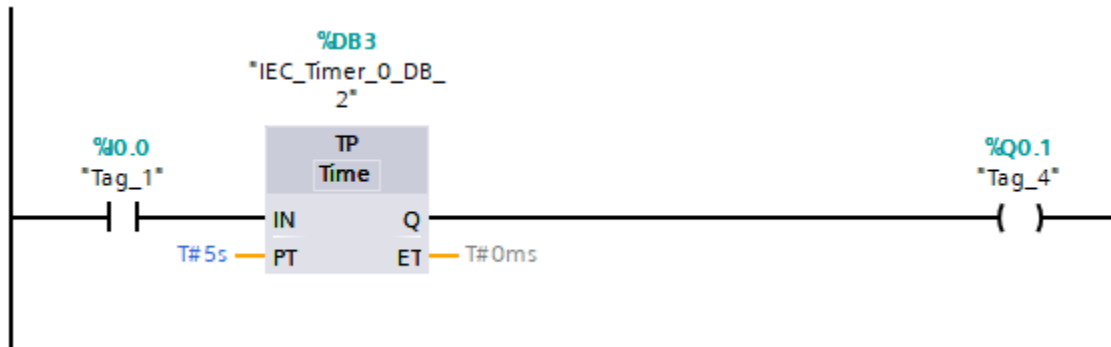 %DB3
"IEC_Timer_0_DB_
2"
TP
Time
%I0.0
"Tag_1"
%Q0.1
"Tag_4"
IN
Q
T#5s
PT
ET
T#0ms